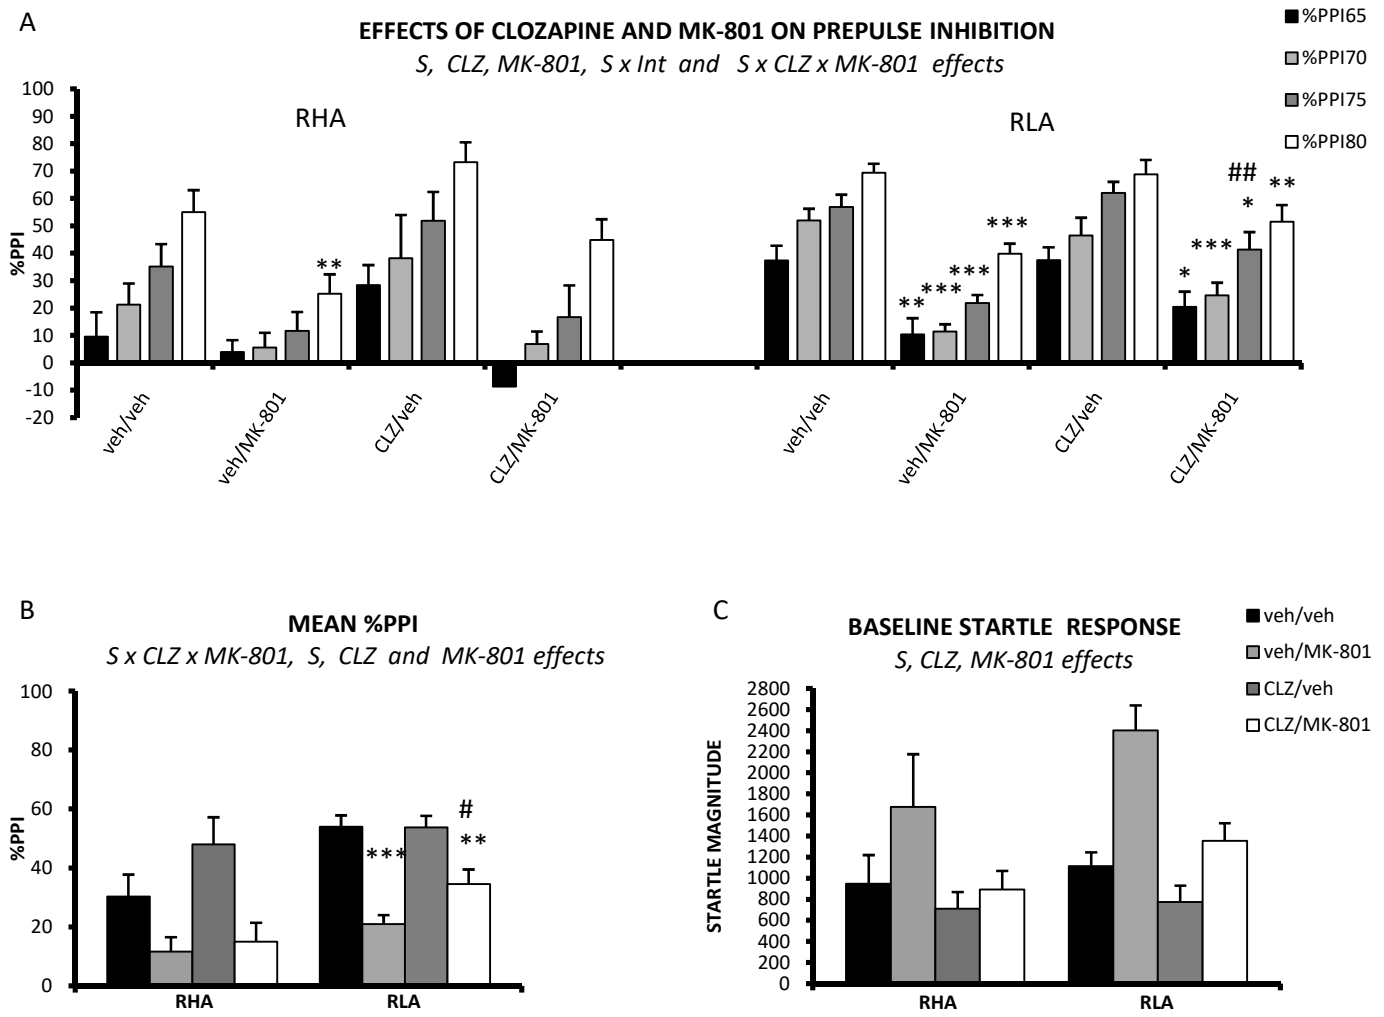 A
EFFECTS OF CLOZAPINE AND MK-801 ON PREPULSE INHIBITION
S, CLZ, MK-801, S x Int and S x CLZ x MK-801 effects
%PPI65
%PPI70
%PPI75
%PPI80
RHA
RLA
%PPI
100
90
80
70
60
50
40
30
20
10
0
-10
-20
**
**
***
***
***
*
***
##
*
**
veh/veh
veh/MK-801
CLZ/veh
CLZ/MK-801
veh/veh
veh/MK-801
CLZ/veh
CLZ/MK-801
B
MEAN %PPI
S x CLZ x MK-801, S, CLZ and MK-801 effects
%PPI
100
80
60
40
20
0
***
#
**
RHA
RLA
C
BASELINE STARTLE RESPONSE
S, CLZ, MK-801 effects
veh/veh
veh/MK-801
CLZ/veh
CLZ/MK-801
STARTLE MAGNITUDE
2800
2600
2400
2200
2000
1800
1600
1400
1200
1000
800
600
400
200
0
RHA
RLA